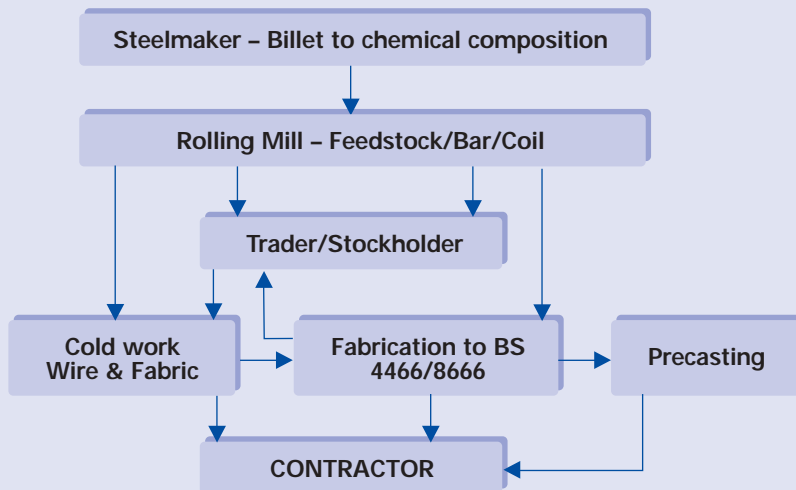 Steelmaker – Billet to chemical composition
Rolling Mill – Feedstock/Bar/Coil
Trader/Stockholder
Cold work
Wire & Fabric
Fabrication to BS
4466/8666
Precasting
CONTRACTOR